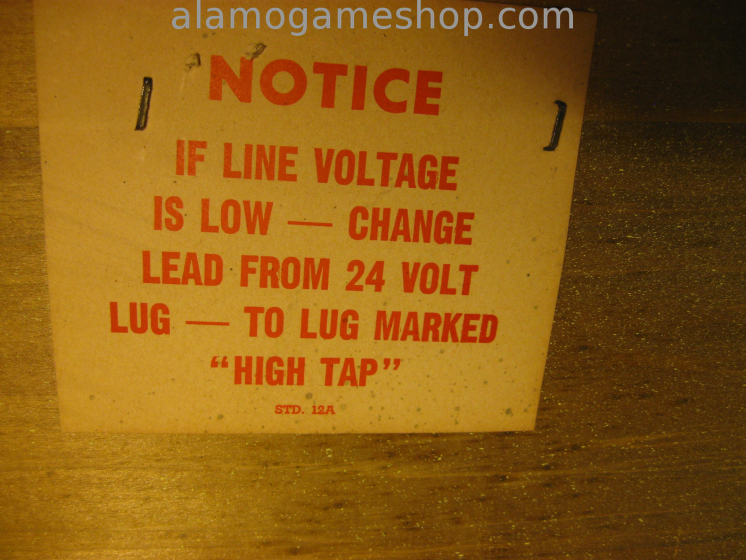 alamogameshop.com
NOTICE
IF LINE VOLTAGE
IS LOW — CHANGE
LEAD FROM 24 VOLT
LUG — TO LUG MARKED
“HIGH TAP”
STD. 12A